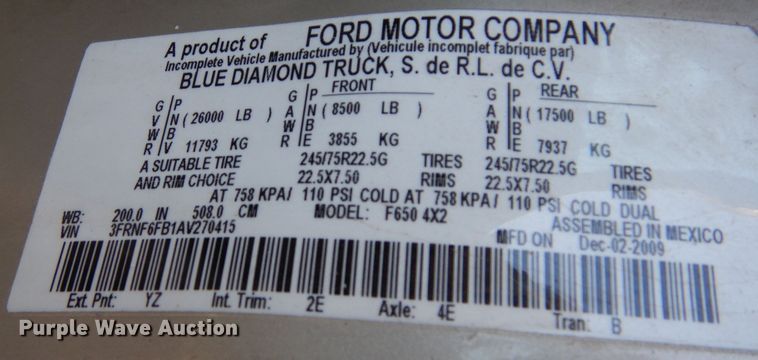 A product of FORD MOTOR COMPANY
Incomplete Vehicle Manufactured by (Vehicule incomplet fabrique par)
BLUE DIAMOND TRUCK, S. de R.L. de C.V.
FRONT REAR
G P G P G P
V N ( 26000 LB ) A N ( 8500 LB ) A N ( 17500 LB )
W B W B W B
R V 11793 KG R E 3855 KG R E 7937 KG
A SUITABLE TIRE 245/75R22.5G TIRES 245/75R22.5G TIRES
AND RIM CHOICE 22.5X7.50 RIMS 22.5X7.50 RIMS
AT 758 KPA/ 110 PSI COLD AT 758 KPA/ 110 PSI COLD DUAL
WB: 200.0 IN 508.0 CM MODEL: F650 4X2 ASSEMBLED IN MEXICO
VIN 3FRNF6FB1AV270415 MFD ON Dec-02-2009
Ext. Pnt: YZ Int. Trim: 2E Axle: 4E Tran: B
Purple Wave Auction